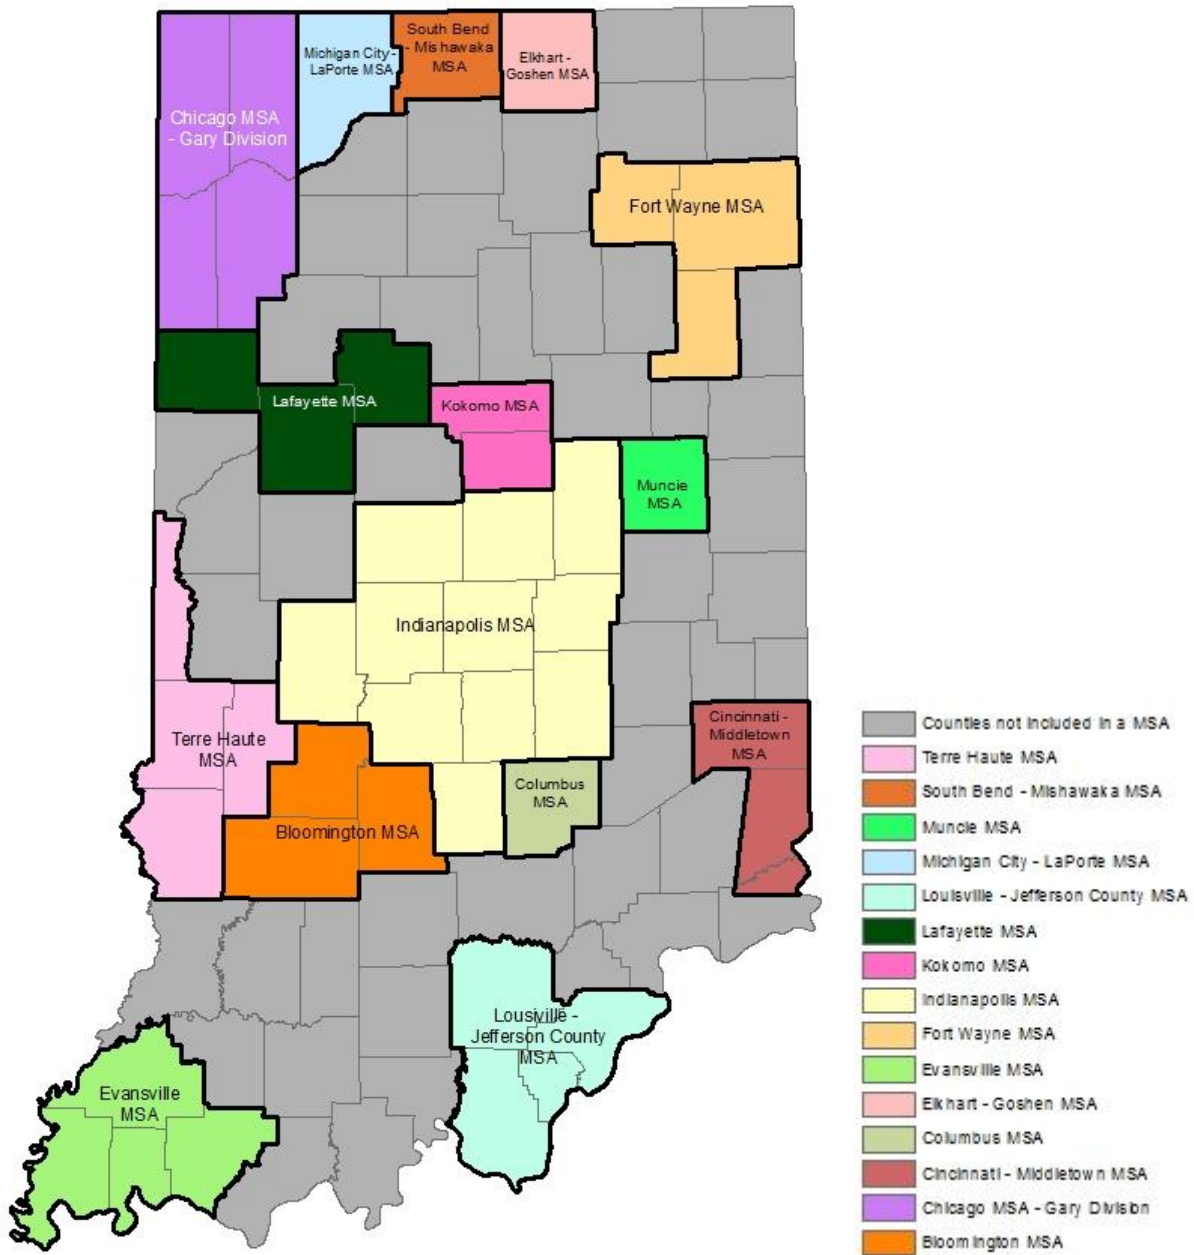 South Bend
- Mishawaka
MSA
Michigan City -
LaPorte MSA
Elkhart -
Goshen MSA
Chicago MSA
- Gary Division
Fort Wayne MSA
Lafayette MSA
Kokomo MSA
Muncie
MSA
Indianapolis MSA
Terre Haute
MSA
Cincinnati -
Middletown
MSA
Columbus
MSA
Bloomington MSA
Lousiville -
Jefferson County
MSA
Evansville
MSA
Counties not Included in a MSA
Terre Haute MSA
South Bend - Mishawaka MSA
Muncie MSA
Michigan City - LaPorte MSA
Louisville - Jefferson County MSA
Lafayette MSA
Kokomo MSA
Indianapolis MSA
Fort Wayne MSA
Evansville MSA
Elkhart - Goshen MSA
Columbus MSA
Cincinnati - Middletown MSA
Chicago MSA - Gary Division
Bloomington MSA